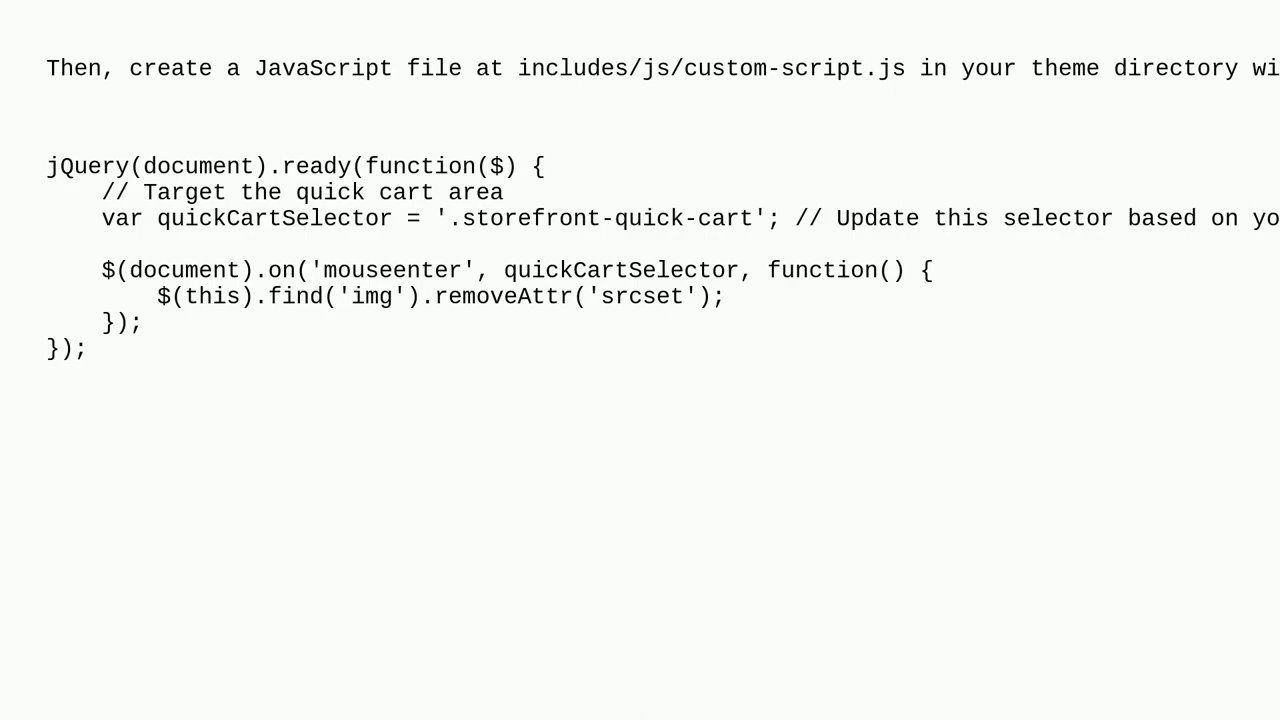 Then, create a JavaScript file at includes/js/custom-script.js in your theme directory
jQuery(document).ready(function($) {
    // Target the quick cart area
    var quickCartSelector = '.storefront-quick-cart'; // Update this selector based on

    $(document).on('mouseenter', quickCartSelector, function() {
        $(this).find('img').removeAttr('srcset');
    });
});